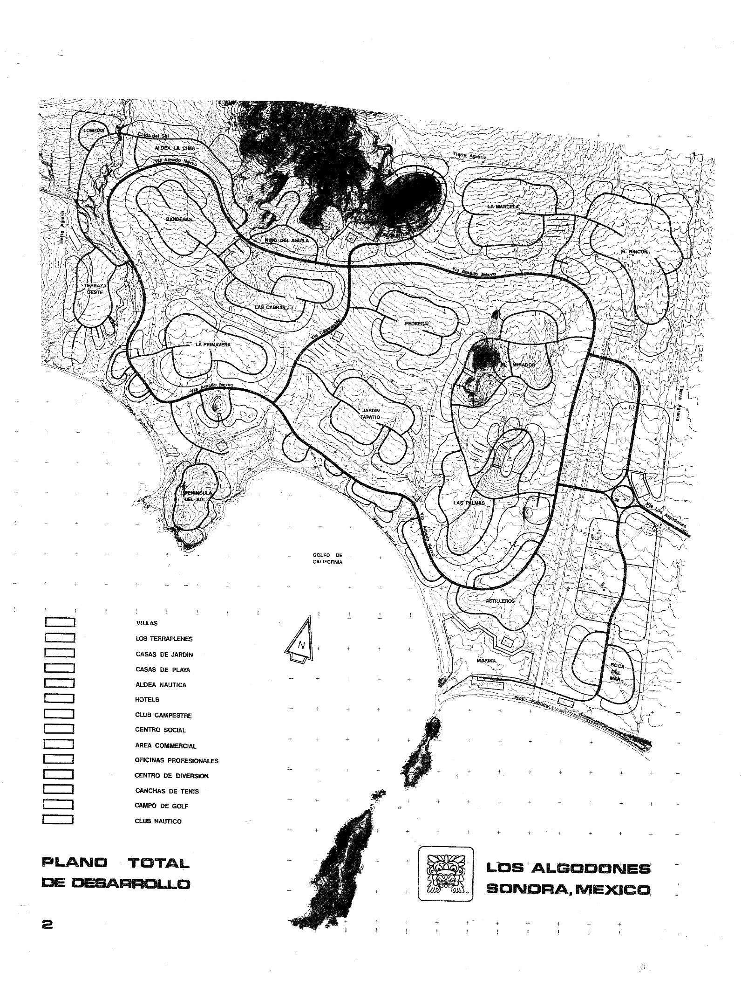 LOMITAS
Caida del Sol
ALDEA LA CIMA
Via Amado Nervo
Tierra Agraria
LA MARCELA
BANDERAS
Tierra Agraria
NIDO DEL AGUILA
EL RINCON
Via Amado Nervo
TERRAZA
OESTE
LAS CABRAS
PEDREGAL
Via
LA PRIMAVERA
EL MIRADOR
Via Amado Nervo
Tierra Agraria
JARDIN
TAPATIO
Playa Publica
PENINSULA
DEL SOL
LAS PALMAS
Via Los Algodones
Via Amado Nervo
Playa Publica
GOLFO DE
CALIFORNIA
ASTILLEROS
MARINA
BOCA
DEL
MAR
Playa Publica
VILLAS
LOS TERRAPLENES
CASAS DE JARDIN
CASAS DE PLAYA
ALDEA NAUTICA
HOTELS
CLUB CAMPESTRE
CENTRO SOCIAL
AREA COMMERCIAL
OFICINAS PROFESIONALES
CENTRO DE DIVERSION
CANCHAS DE TENIS
CAMPO DE GOLF
CLUB NAUTICO
N
PLANO TOTAL
DE DESARROLLO
LOS ALGODONES
SONORA, MEXICO
2